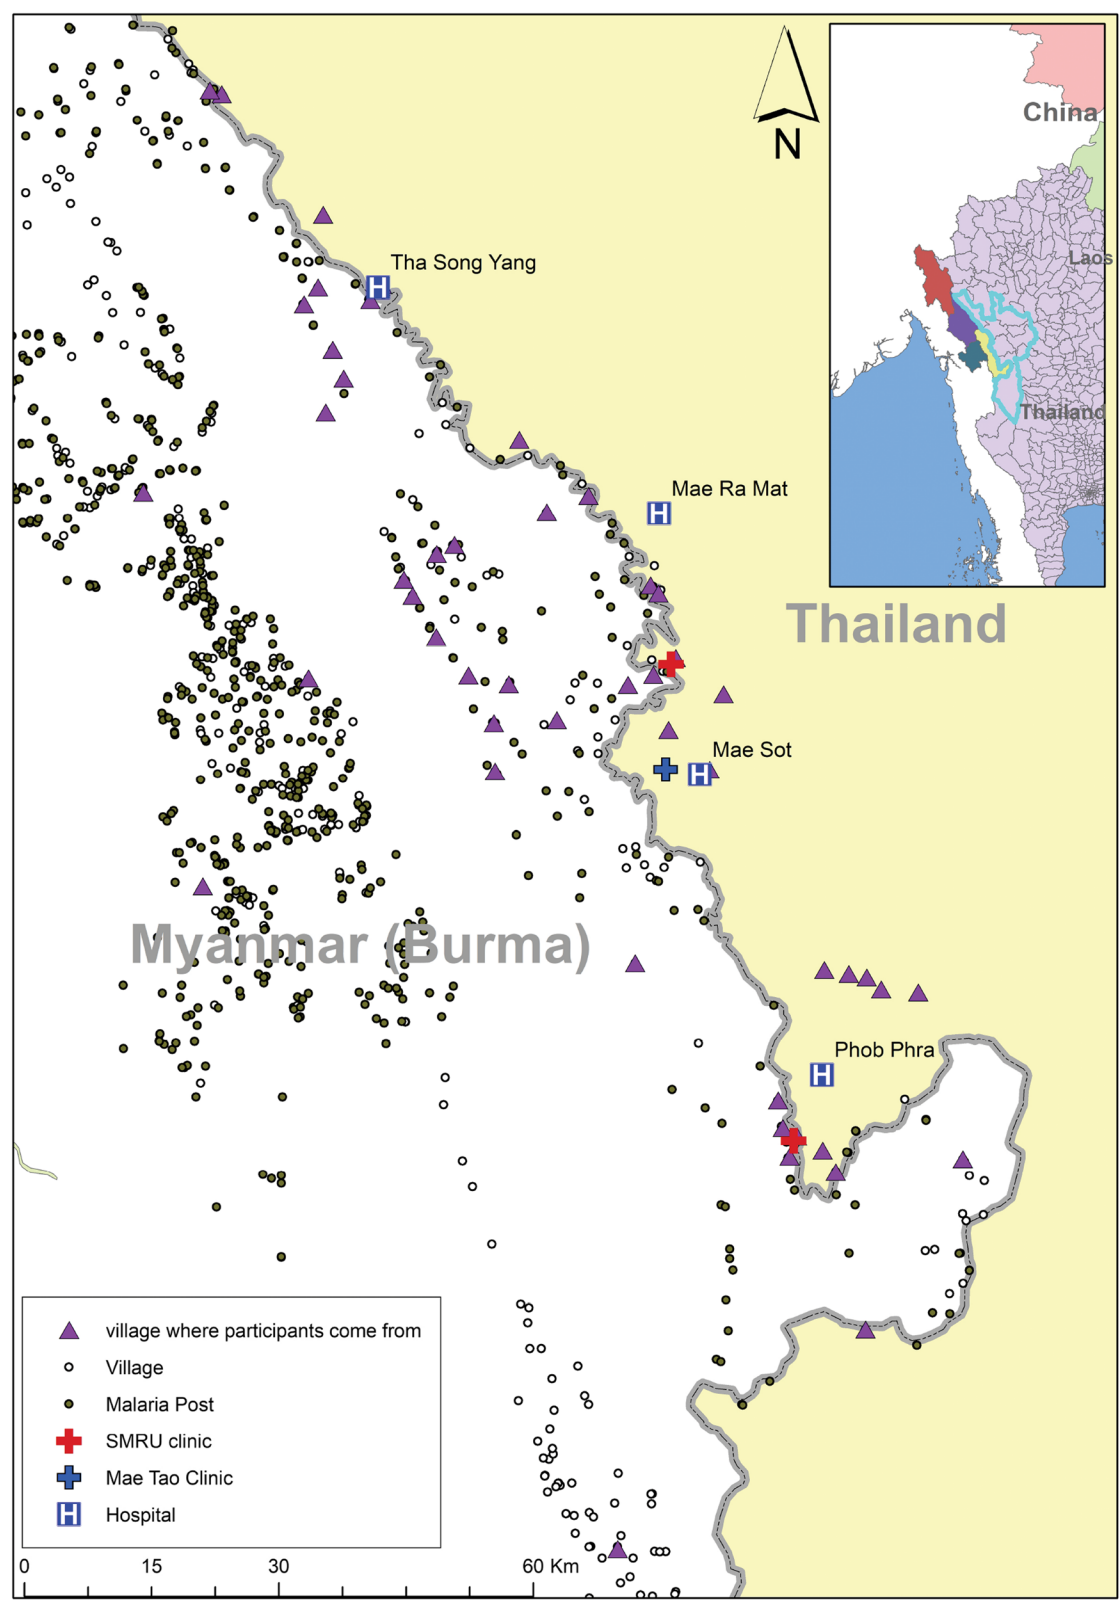 N
China
Laos
Thailand
Tha Song Yang
Mae Ra Mat
Thailand
Mae Sot
Myanmar (Burma)
Phob Phra
village where participants come from
Village
Malaria Post
SMRU clinic
Mae Tao Clinic
Hospital
0 15 30 60 Km
H
H
H
H
H